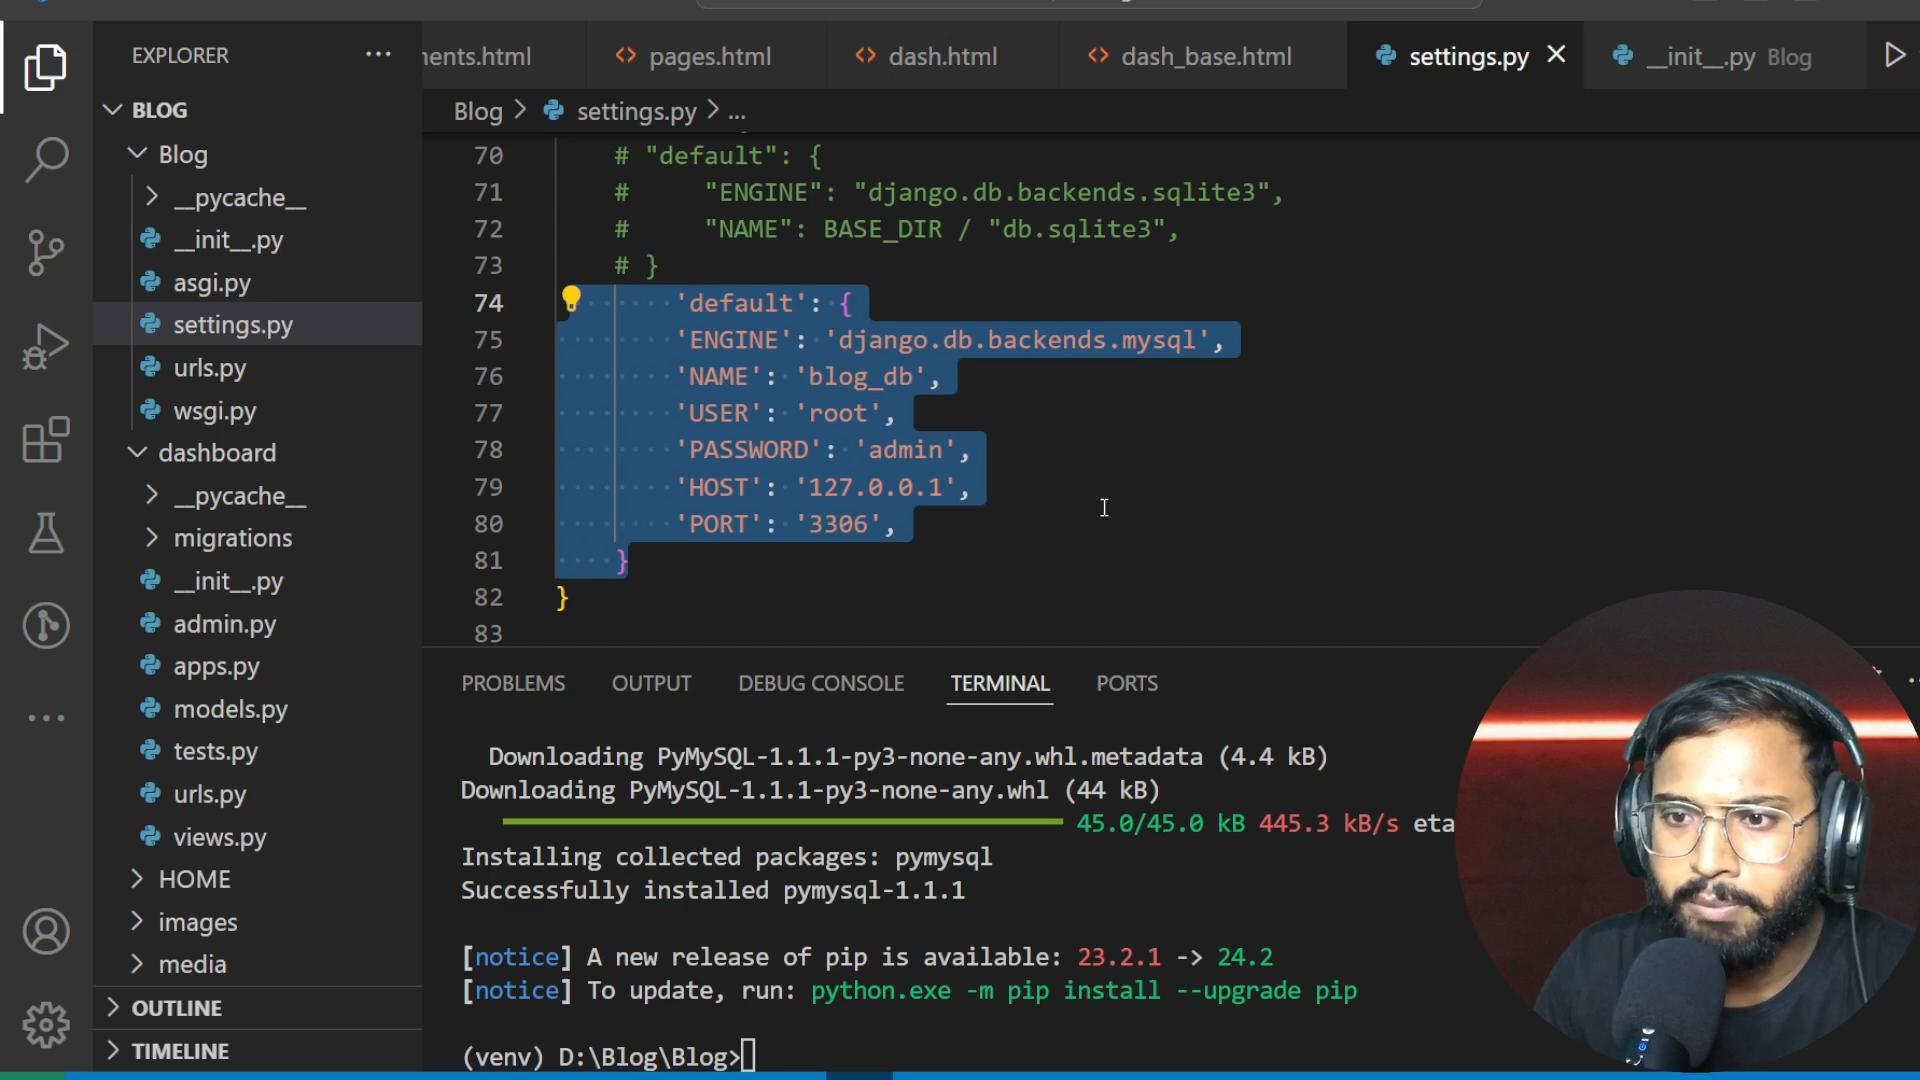 EXPLORER
ents.html
pages.html
dash.html
dash_base.html
settings.py
__init__.py Blog
BLOG
Blog
__pycache__
__init__.py
asgi.py
settings.py
urls.py
wsgi.py
dashboard
__pycache__
migrations
__init__.py
admin.py
apps.py
models.py
tests.py
urls.py
views.py
HOME
images
media
OUTLINE
TIMELINE
Blog > settings.py > ...
70 # "default": {
71 #     "ENGINE": "django.db.backends.sqlite3",
72 #     "NAME": BASE_DIR / "db.sqlite3",
73 # }
74 'default': {
75 'ENGINE': 'django.db.backends.mysql',
76 'NAME': 'blog_db',
77 'USER': 'root',
78 'PASSWORD': 'admin',
79 'HOST': '127.0.0.1',
80 'PORT': '3306',
81 }
82 }
83
PROBLEMS OUTPUT DEBUG CONSOLE TERMINAL PORTS
Downloading PyMySQL-1.1.1-py3-none-any.whl.metadata (4.4 kB)
Downloading PyMySQL-1.1.1-py3-none-any.whl (44 kB)
45.0/45.0 kB 445.3 kB/s eta
Installing collected packages: pymysql
Successfully installed pymysql-1.1.1
[notice] A new release of pip is available: 23.2.1 -> 24.2
[notice] To update, run: python.exe -m pip install --upgrade pip
(venv) D:\Blog\Blog>